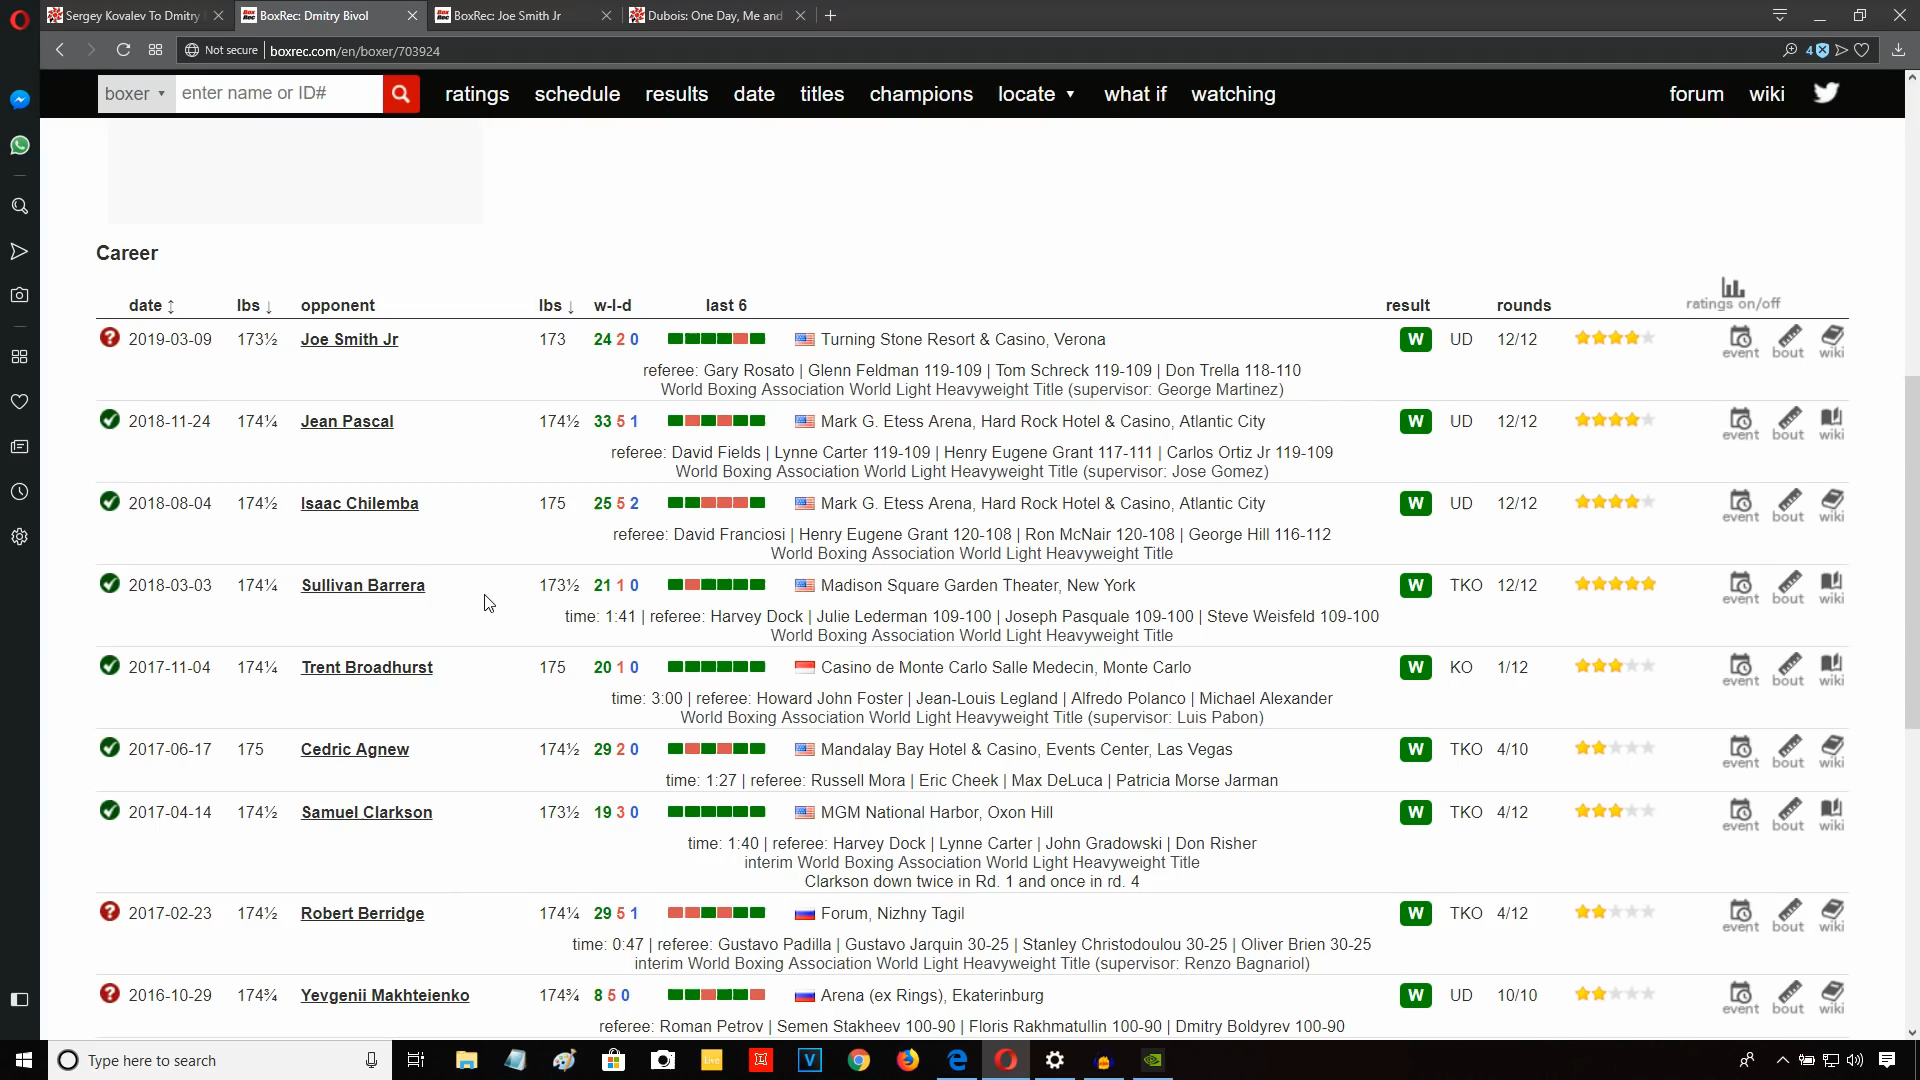 Sergey Kovalev To Dmitry
BoxRec: Dmitry Bivol
BoxRec: Joe Smith Jr
Dubois: One Day, Me and
Not secure boxrec.com/en/boxer/703924
4
boxer enter name or ID# ratings schedule results date titles champions locate what if watching forum wiki
Career
date lbs opponent lbs w-l-d last 6 result rounds ratings on/off
2019-03-09 173½ Joe Smith Jr 173 24 2 0 Turning Stone Resort & Casino, Verona W UD 12/12 event bout wiki
referee: Gary Rosato | Glenn Feldman 119-109 | Tom Schreck 119-109 | Don Trella 118-110
World Boxing Association World Light Heavyweight Title (supervisor: George Martinez)
2018-11-24 174¼ Jean Pascal 174½ 33 5 1 Mark G. Etess Arena, Hard Rock Hotel & Casino, Atlantic City W UD 12/12 event bout wiki
referee: David Fields | Lynne Carter 119-109 | Henry Eugene Grant 117-111 | Carlos Ortiz Jr 119-109
World Boxing Association World Light Heavyweight Title (supervisor: Jose Gomez)
2018-08-04 174½ Isaac Chilemba 175 25 5 2 Mark G. Etess Arena, Hard Rock Hotel & Casino, Atlantic City W UD 12/12 event bout wiki
referee: David Franciosi | Henry Eugene Grant 120-108 | Ron McNair 120-108 | George Hill 116-112
World Boxing Association World Light Heavyweight Title
2018-03-03 174¼ Sullivan Barrera 173½ 21 1 0 Madison Square Garden Theater, New York W TKO 12/12 event bout wiki
time: 1:41 | referee: Harvey Dock | Julie Lederman 109-100 | Joseph Pasquale 109-100 | Steve Weisfeld 109-100
World Boxing Association World Light Heavyweight Title
2017-11-04 174¼ Trent Broadhurst 175 20 1 0 Casino de Monte Carlo Salle Medecin, Monte Carlo W KO 1/12 event bout wiki
time: 3:00 | referee: Howard John Foster | Jean-Louis Legland | Alfredo Polanco | Michael Alexander
World Boxing Association World Light Heavyweight Title (supervisor: Luis Pabon)
2017-06-17 175 Cedric Agnew 174½ 29 2 0 Mandalay Bay Hotel & Casino, Events Center, Las Vegas W TKO 4/10 event bout wiki
time: 1:27 | referee: Russell Mora | Eric Cheek | Max DeLuca | Patricia Morse Jarman
2017-04-14 174½ Samuel Clarkson 173½ 19 3 0 MGM National Harbor, Oxon Hill W TKO 4/12 event bout wiki
time: 1:40 | referee: Harvey Dock | Lynne Carter | John Gradowski | Don Risher
interim World Boxing Association World Light Heavyweight Title
Clarkson down twice in Rd. 1 and once in rd. 4
2017-02-23 174½ Robert Berridge 174¼ 29 5 1 Forum, Nizhny Tagil W TKO 4/12 event bout wiki
time: 0:47 | referee: Gustavo Padilla | Gustavo Jarquin 30-25 | Stanley Christodoulou 30-25 | Oliver Brien 30-25
interim World Boxing Association World Light Heavyweight Title (supervisor: Renzo Bagnariol)
2016-10-29 174¾ Yevgenii Makhteienko 174¾ 8 5 0 Arena (ex Rings), Ekaterinburg W UD 10/10 event bout wiki
referee: Roman Petrov | Semen Stakheev 100-90 | Floris Rakhmatullin 100-90 | Dmitry Boldyrev 100-90
Type here to search